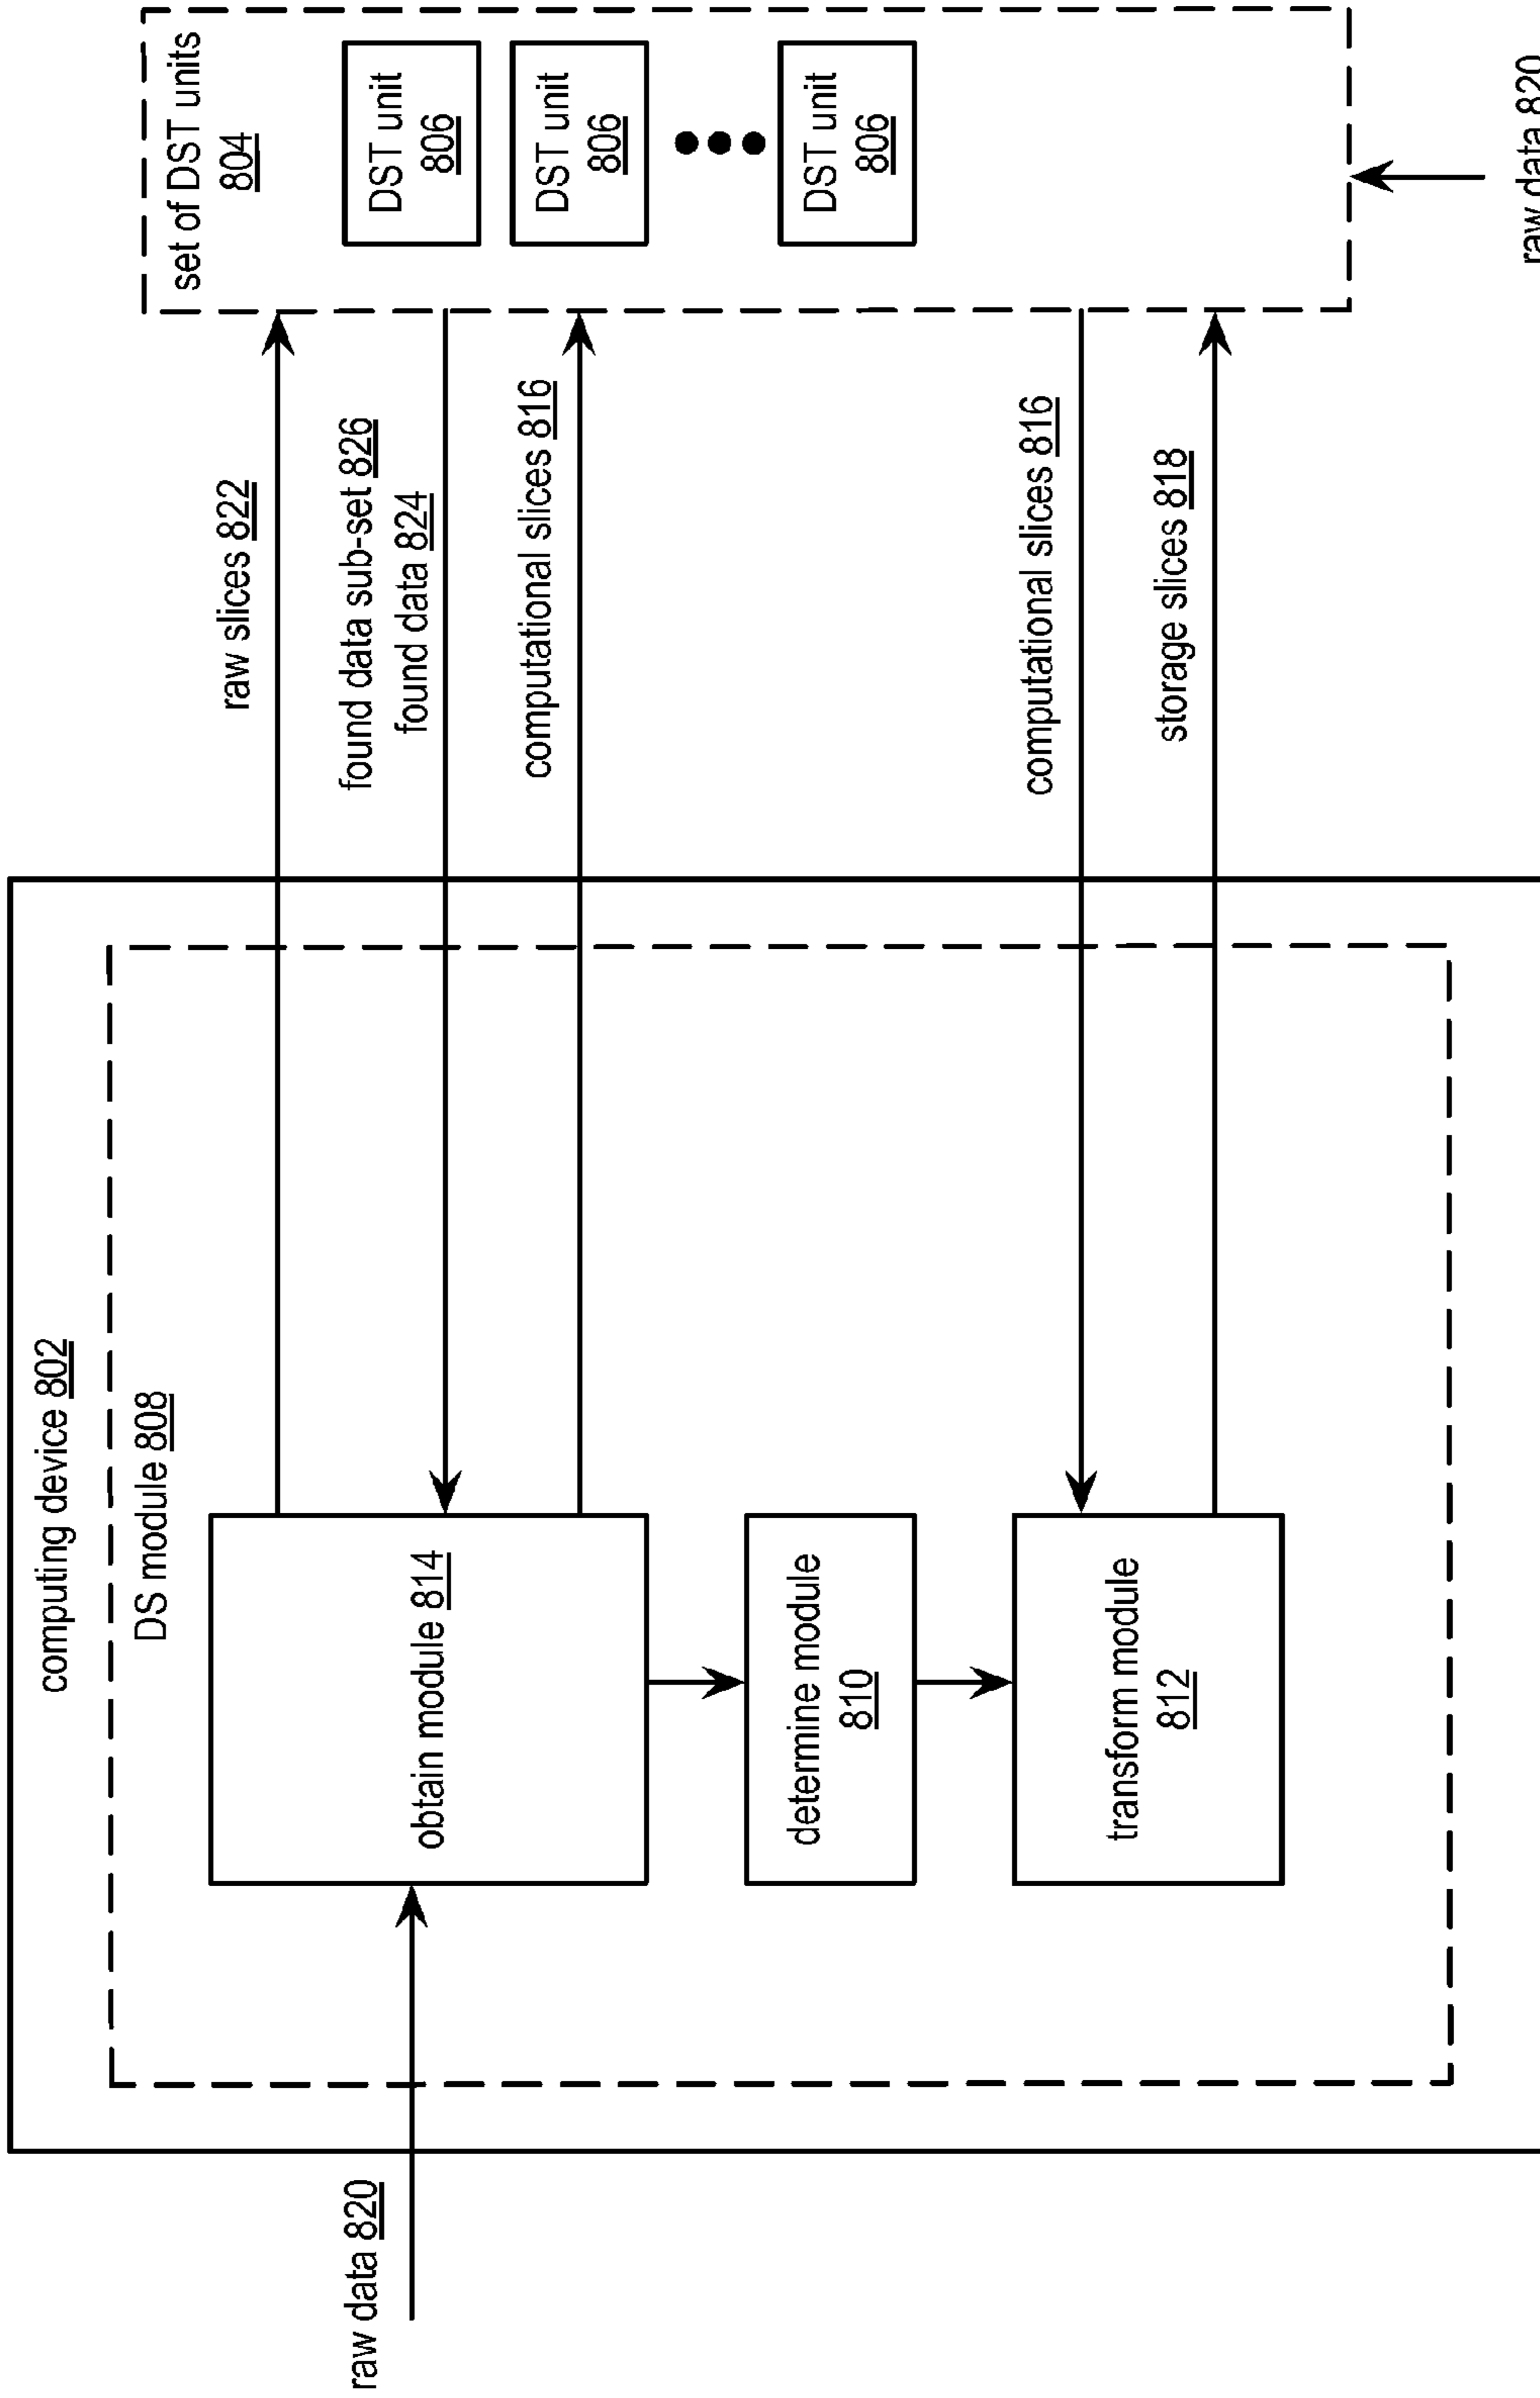 computing device 802
DS module 808
raw data 820
obtain module 814
determine module
810
transform module
812
raw slices 822
found data sub-set 826
found data 824
computational slices 816
computational slices 816
storage slices 818
set of DST units
804
DST unit
806
DST unit
806
DST unit
806
raw data 820